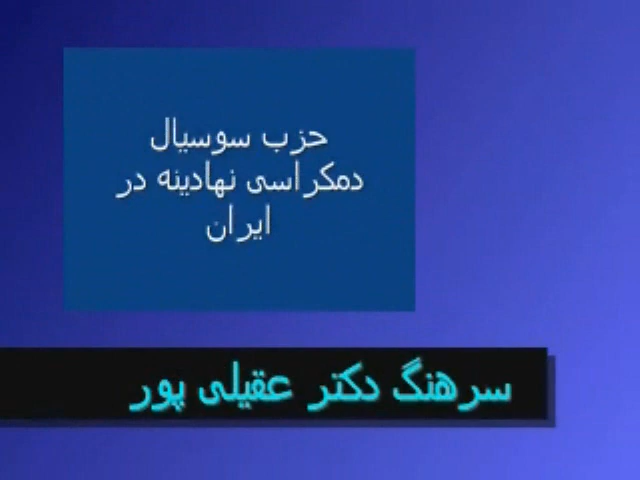 حزب سوسیال
دمکراسی نهادینه در
ایران
سرهنگ دکتر عقیلی پور